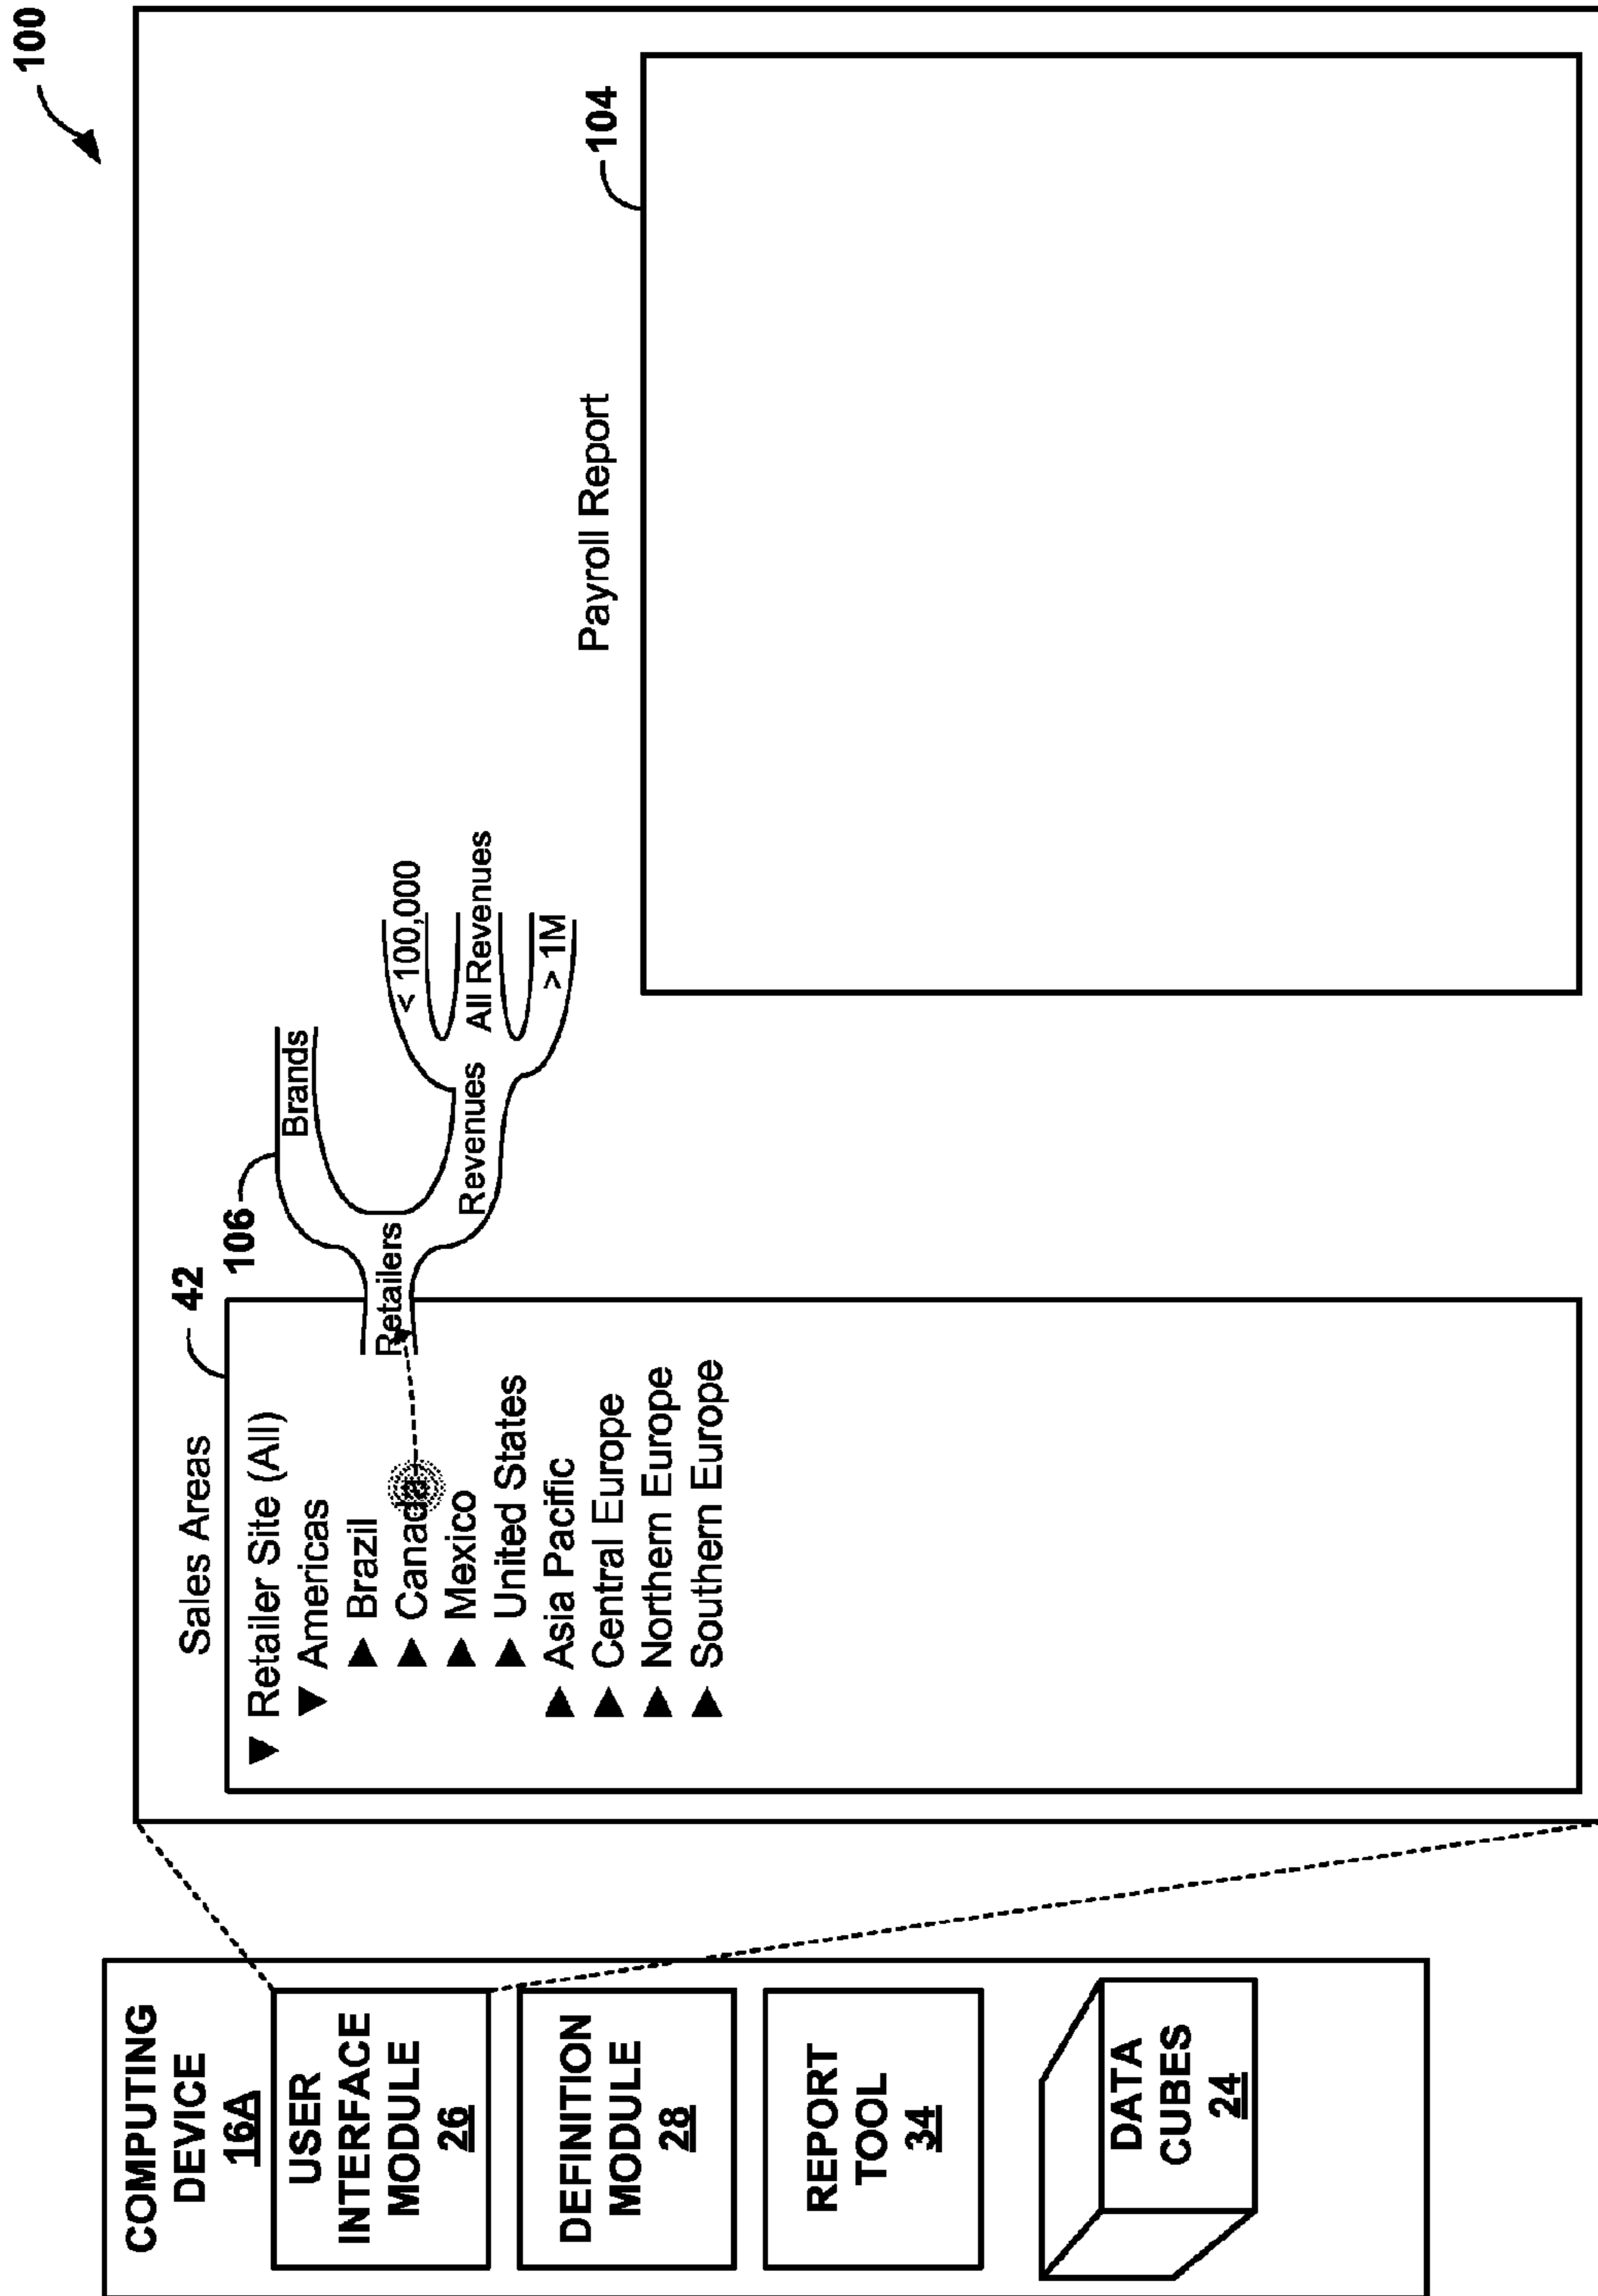 100
COMPUTING
DEVICE
16A
USER
INTERFACE
MODULE
26
DEFINITION
MODULE
28
REPORT
TOOL
34
DATA
CUBES
24
Sales Areas
42
▼ Retailer Site (All)
▼ Americas
▶ Brazil
▶ Canada
▶ Mexico
▶ United States
▶ Asia Pacific
▶ Central Europe
▶ Northern Europe
▶ Southern Europe
106
Retailers
Brands
Revenues
< 100,000
All Revenues
> 1M
Payroll Report
104